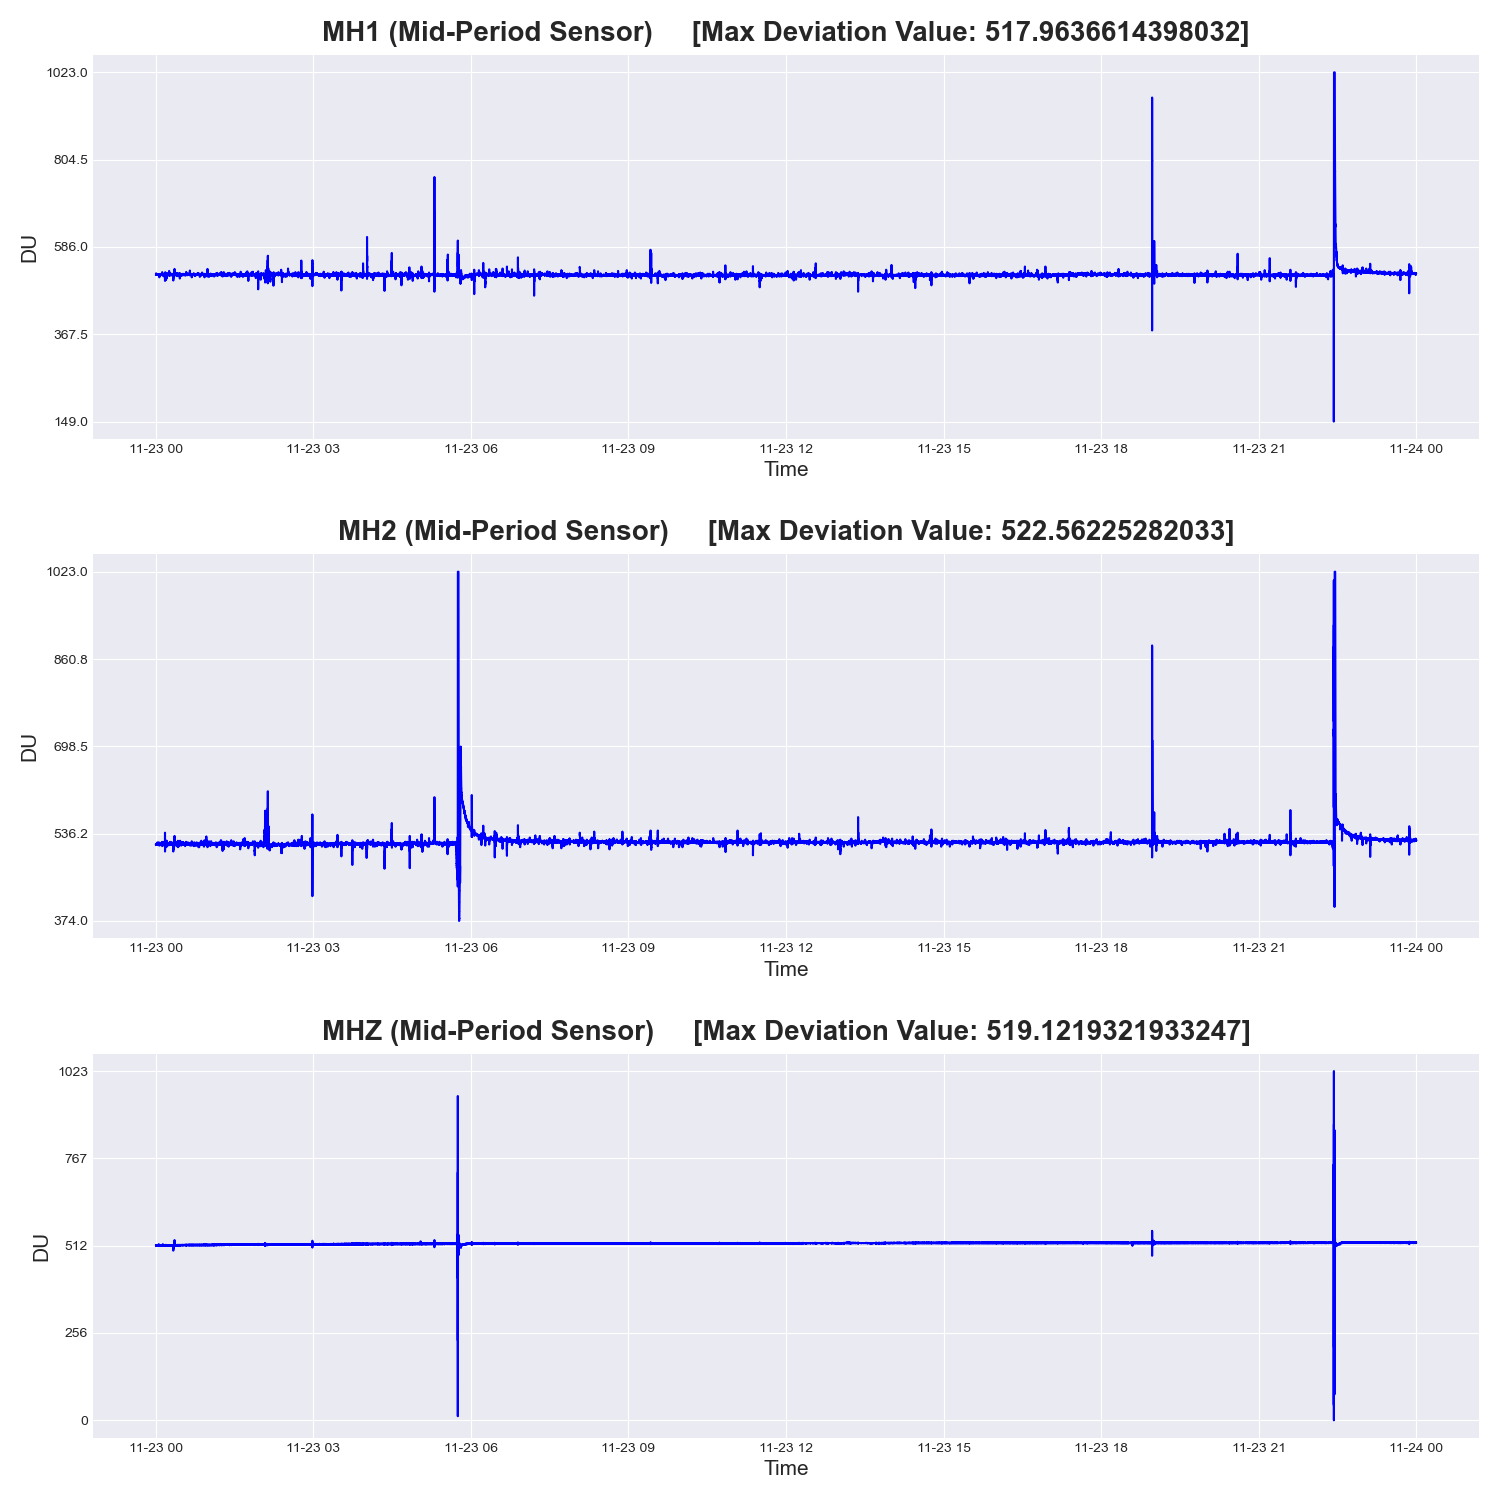 MH1 (Mid-Period Sensor) [Max Deviation Value: 517.9636614398032]
1023.0
804.5
586.0
367.5
149.0
DU
11-23 00 11-23 03 11-23 06 11-23 09 11-23 12 11-23 15 11-23 18 11-23 21 11-24 00
Time
MH2 (Mid-Period Sensor) [Max Deviation Value: 522.56225282033]
1023.0
860.8
698.5
536.2
374.0
DU
11-23 00 11-23 03 11-23 06 11-23 09 11-23 12 11-23 15 11-23 18 11-23 21 11-24 00
Time
MHZ (Mid-Period Sensor) [Max Deviation Value: 519.1219321933247]
1023
767
512
256
0
DU
11-23 00 11-23 03 11-23 06 11-23 09 11-23 12 11-23 15 11-23 18 11-23 21 11-24 00
Time